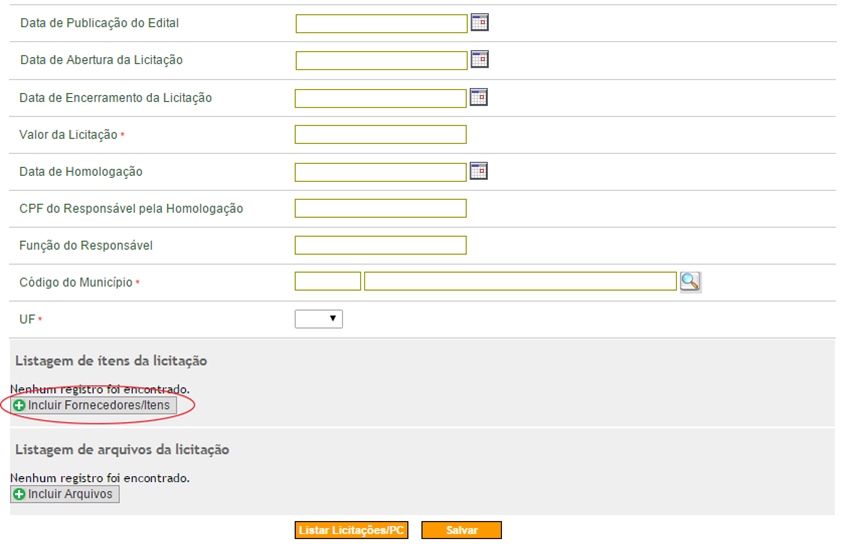 Data de Publicação do Edital
Data de Abertura da Licitação
Data de Encerramento da Licitação
Valor da Licitação *
Data de Homologação
CPF do Responsável pela Homologação
Função do Responsável
Código do Município *
UF *
Listagem de ítens da licitação
Nenhum registro foi encontrado.
Incluir Fornecedores/Itens
Listagem de arquivos da licitação
Nenhum registro foi encontrado.
Incluir Arquivos
Listar Licitações/PC Salvar